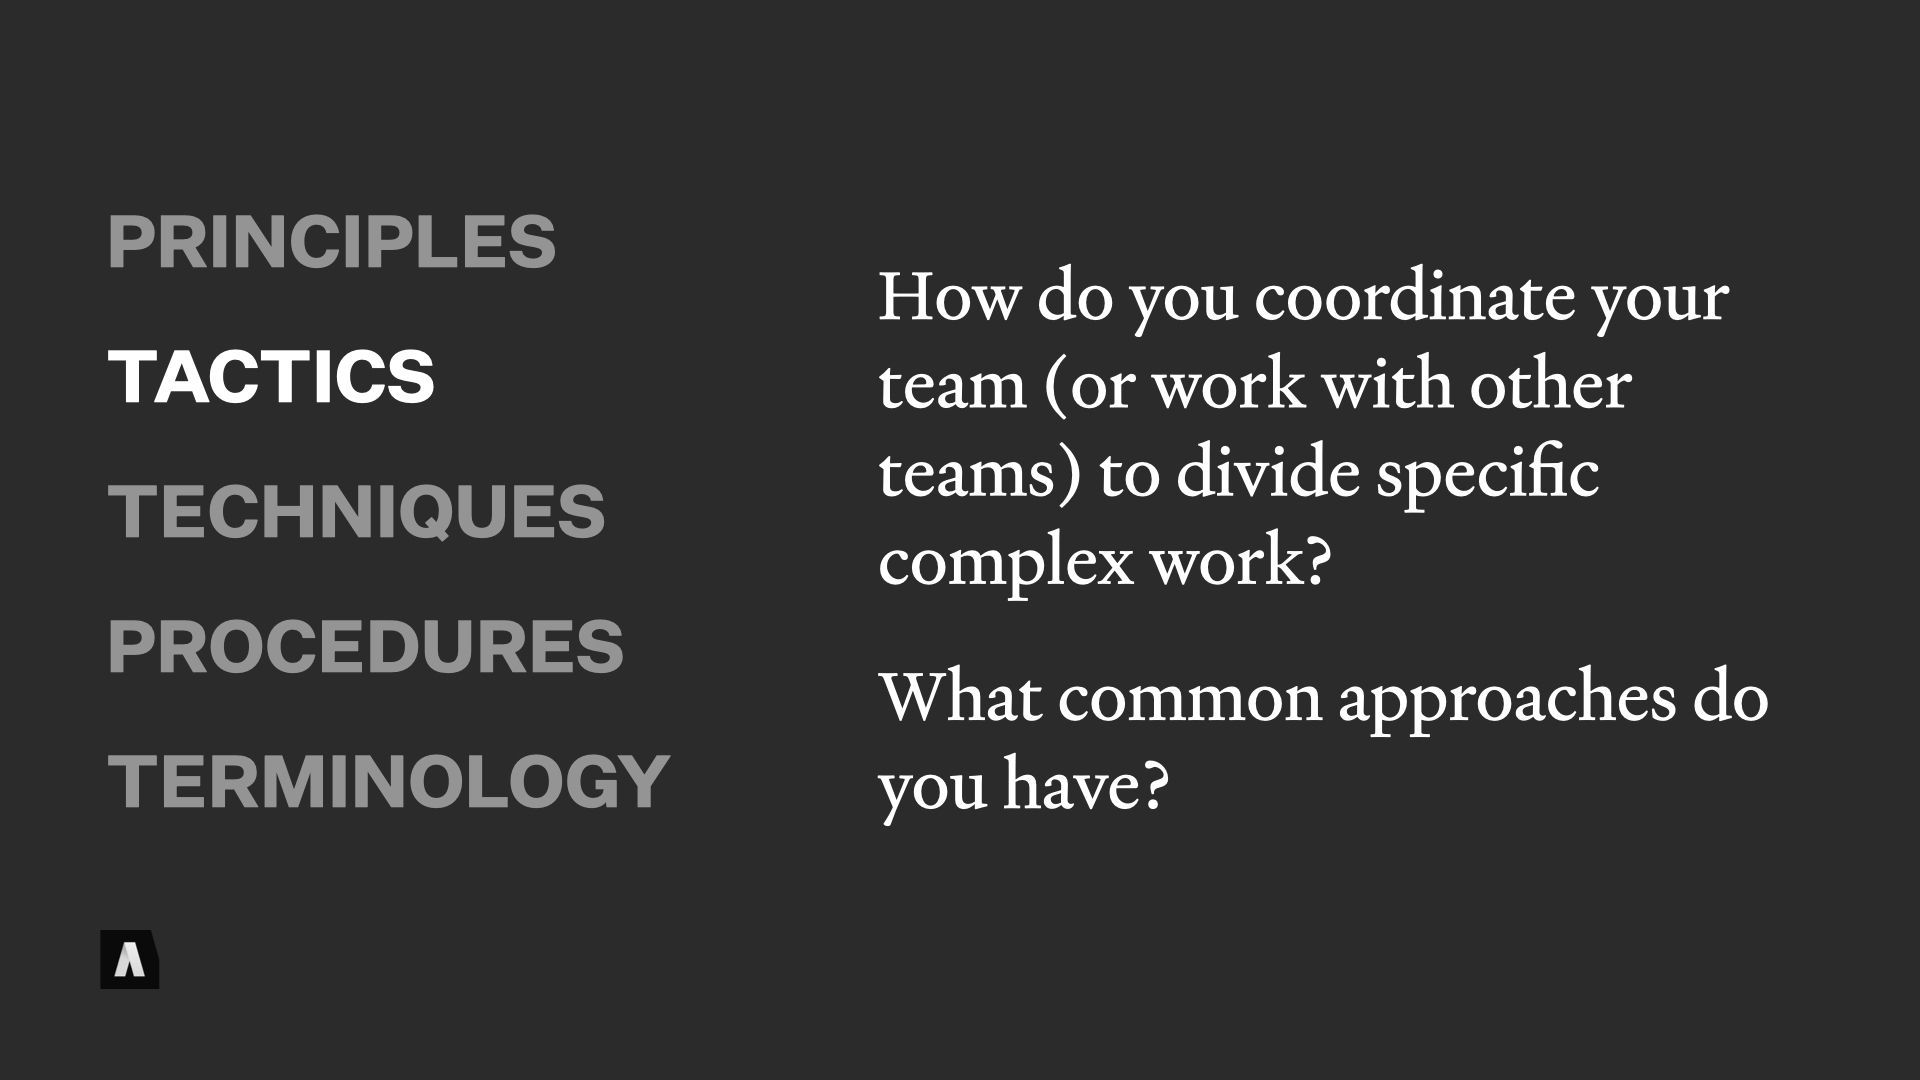 PRINCIPLES
TACTICS
TECHNIQUES
PROCEDURES
TERMINOLOGY
How do you coordinate your
team (or work with other
teams) to divide specific
complex work?
What common approaches do
you have?